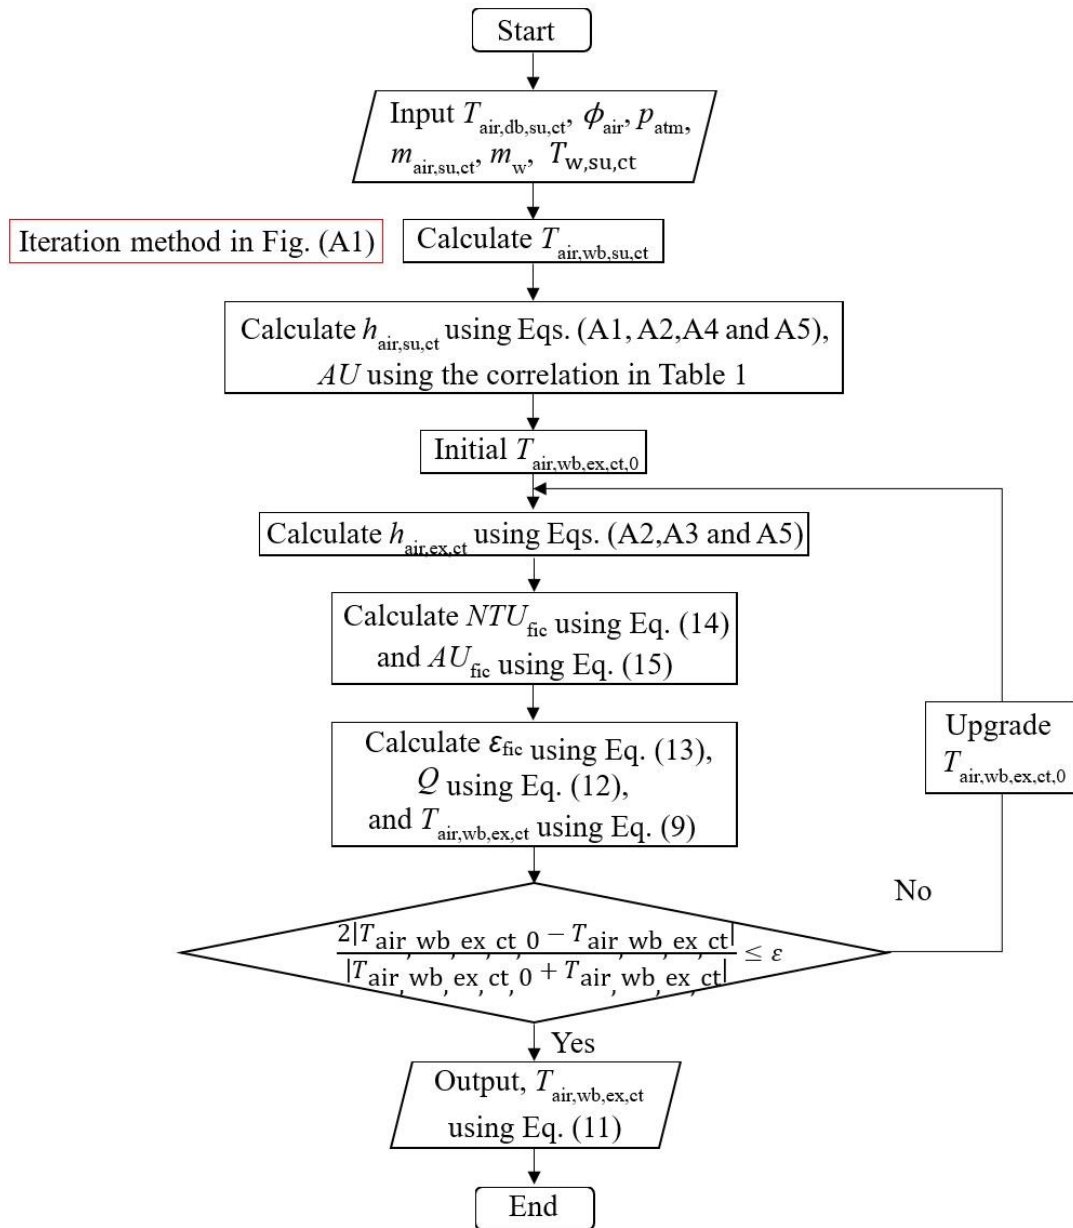 Start
Input T_air,db,su,ct, ϕ_air, p_atm,
m_air,su,ct, m_w, T_w,su,ct
Iteration method in Fig. (A1)
Calculate T_air,wb,su,ct
Calculate h_air,su,ct using Eqs. (A1, A2,A4 and A5),
AU using the correlation in Table 1
Initial T_air,wb,ex,ct,0
Calculate h_air,ex,ct using Eqs. (A2,A3 and A5)
Calculate NTU_fic using Eq. (14)
and AU_fic using Eq. (15)
Calculate ε_fic using Eq. (13),
Q using Eq. (12),
and T_air,wb,ex,ct using Eq. (9)
Upgrade
T_air,wb,ex,ct,0
No
2|T_air,wb,ex,ct,0 − T_air,wb,ex,ct|
|T_air,wb,ex,ct,0 + T_air,wb,ex,ct| ≤ ε
Yes
Output, T_air,wb,ex,ct
using Eq. (11)
End